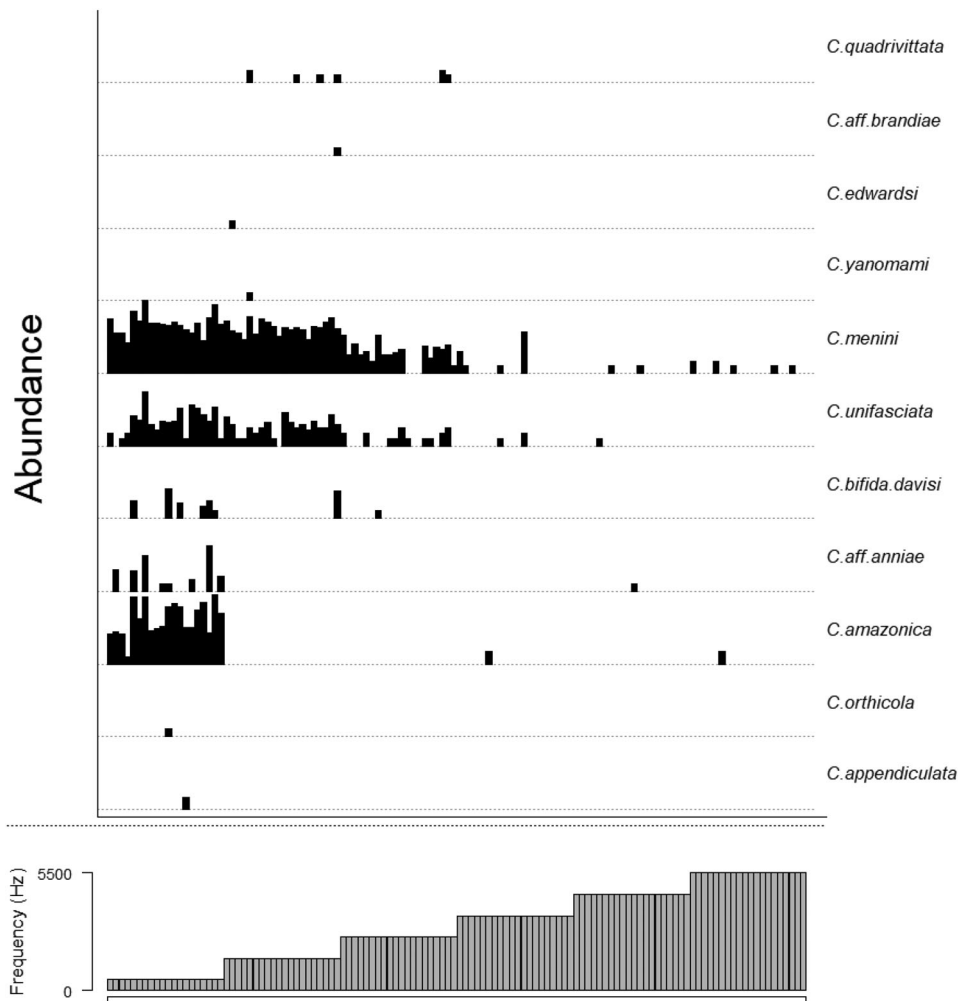 C.quadrivittata
C.aff.brandiae
C.edwardsi
C.yanomami
Abundance
C.menini
C.unifasciata
C.bifida.davisi
C.aff.anniae
C.amazonica
C.orthicola
C.appendiculata
Frequency (Hz)
5500
0